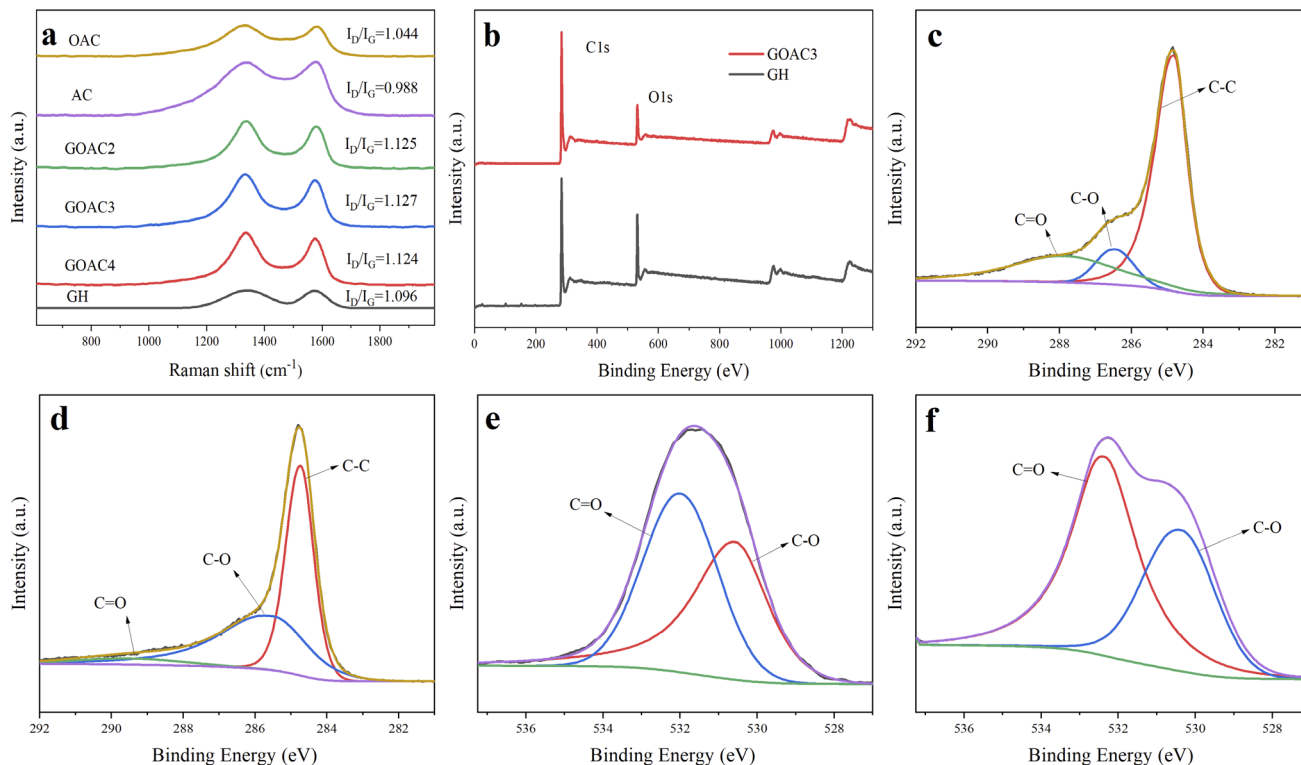 a
Intensity (a.u.)
OAC
I_D/I_G=1.044
AC
I_D/I_G=0.988
GOAC2
I_D/I_G=1.125
GOAC3
I_D/I_G=1.127
GOAC4
I_D/I_G=1.124
GH
I_D/I_G=1.096
800 1000 1200 1400 1600 1800
Raman shift (cm⁻¹)
b
Intensity (a.u.)
C1s
O1s
GOAC3
GH
0 200 400 600 800 1000 1200
Binding Energy (eV)
c
Intensity (a.u.)
C-C
C-O
C=O
292 290 288 286 284 282
Binding Energy (eV)
d
Intensity (a.u.)
C-C
C-O
C=O
292 290 288 286 284 282
Binding Energy (eV)
e
Intensity (a.u.)
C=O
C-O
536 534 532 530 528
Binding Energy (eV)
f
Intensity (a.u.)
C=O
C-O
536 534 532 530 528
Binding Energy (eV)